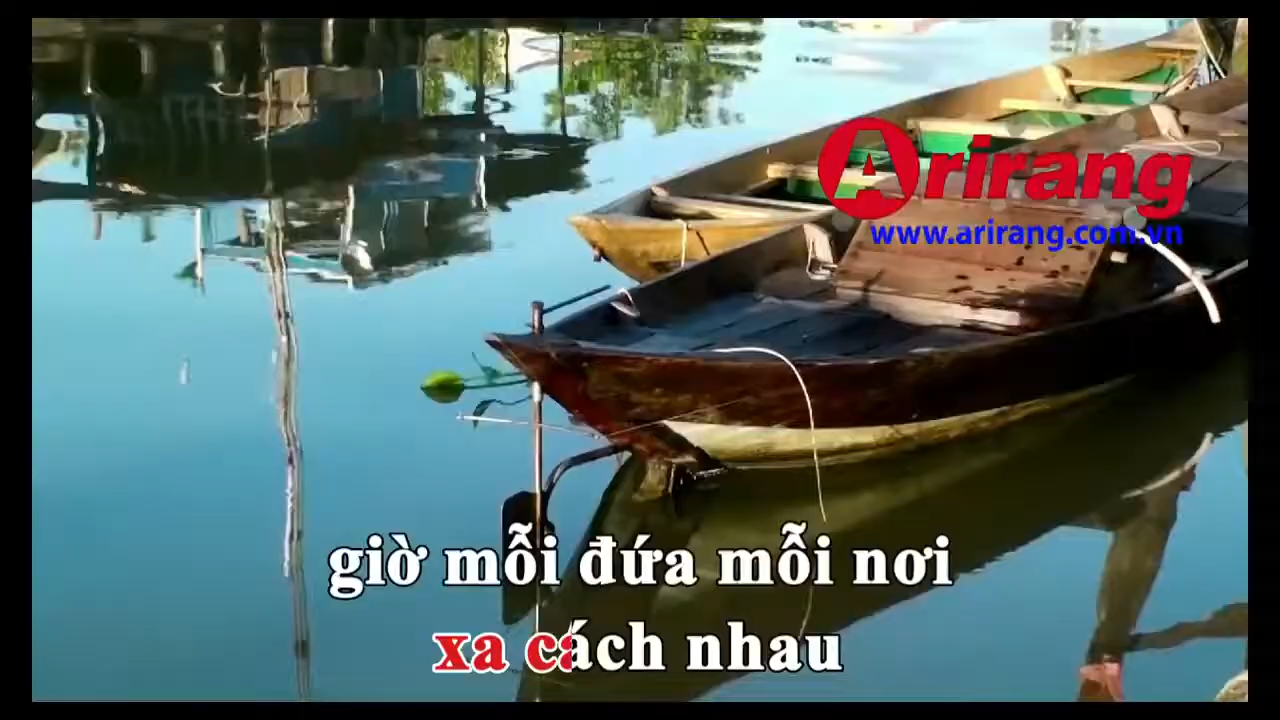 Arirang
www.arirang.com.vn
giờ mỗi đứa mỗi nơi
xa cách nhau